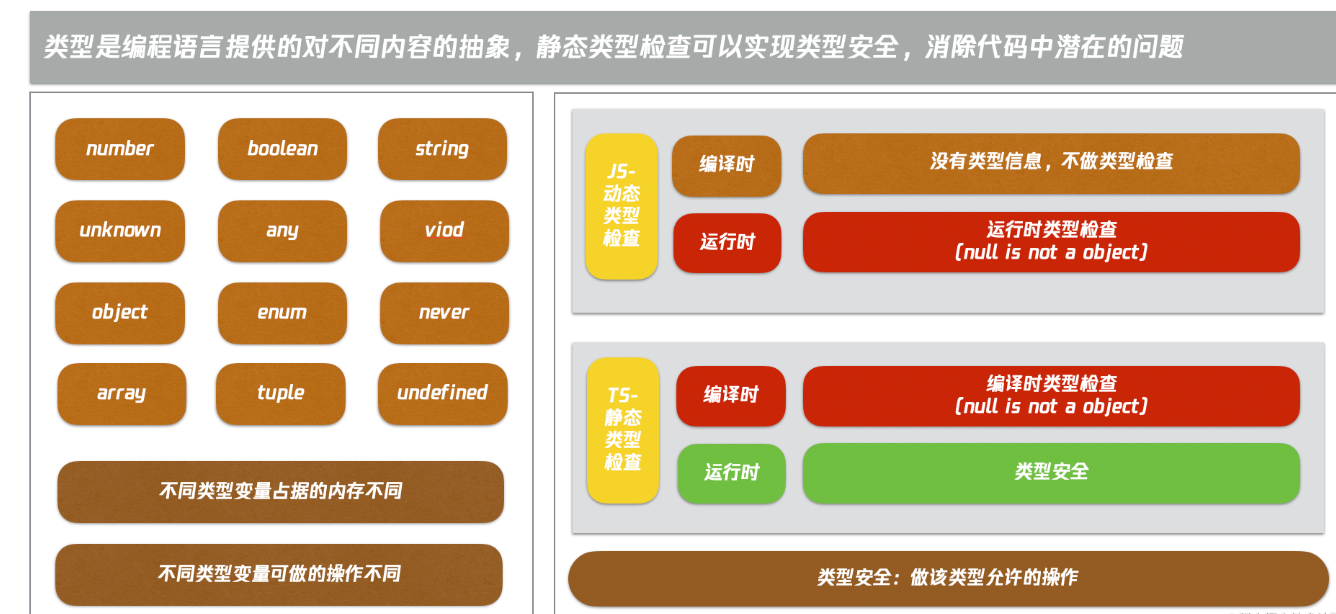 类型是编程语言提供的对不同内容的抽象，静态类型检查可以实现类型安全，消除代码中潜在的问题
number
boolean
string
unknown
any
viod
object
enum
never
array
tuple
undefined
不同类型变量占据的内存不同
不同类型变量可做的操作不同
JS-
动态
类型
检查
编译时
没有类型信息，不做类型检查
运行时
运行时类型检查
(null is not a object)
TS-
静态
类型
检查
编译时
编译时类型检查
(null is not a object)
运行时
类型安全
类型安全：做该类型允许的操作